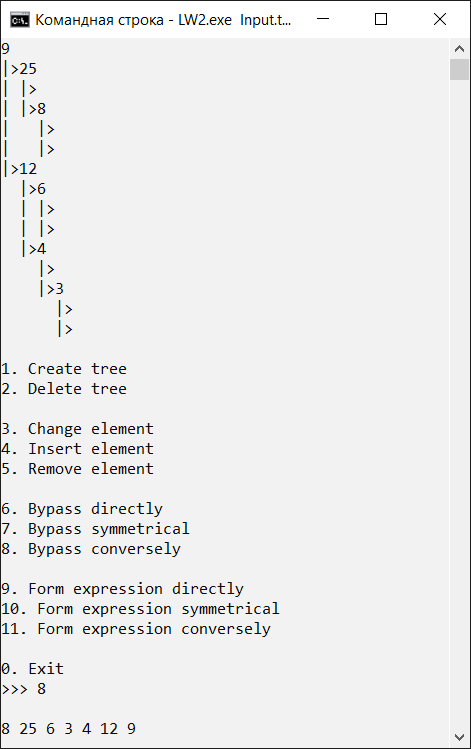 Командная строка - LW2.exe  Input.t...
9
|>25
| |>
| |>8
|   |>
|   |>
|>12
  |>6
  | |>
  | |>
  |>4
    |>
    |>3
      |>
      |>

1. Create tree
2. Delete tree

3. Change element
4. Insert element
5. Remove element

6. Bypass directly
7. Bypass symmetrical
8. Bypass conversely

9. Form expression directly
10. Form expression symmetrical
11. Form expression conversely

0. Exit
>>> 8

8 25 6 3 4 12 9